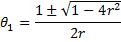 θ₁ = (1 ± √(1 − 4r²)) / 2r